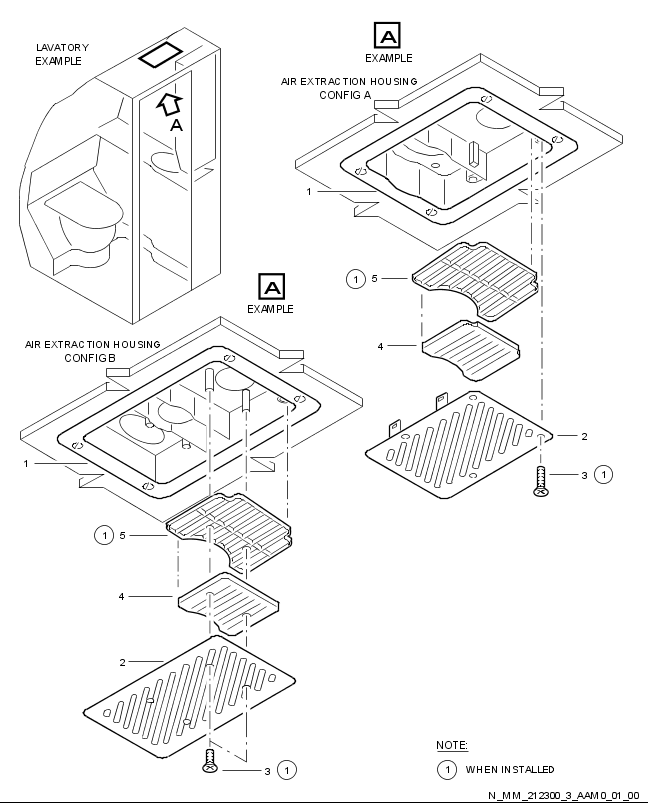 LAVATORY
EXAMPLE
A
A
EXAMPLE
AIR EXTRACTION HOUSING
CONFIG A
1
1 5
4
2
3 1
A
EXAMPLE
AIR EXTRACTION HOUSING
CONFIG B
1
1 5
4
2
3 1
NOTE:
1 WHEN INSTALLED
N_MM_212300_3_AAM0_01_00